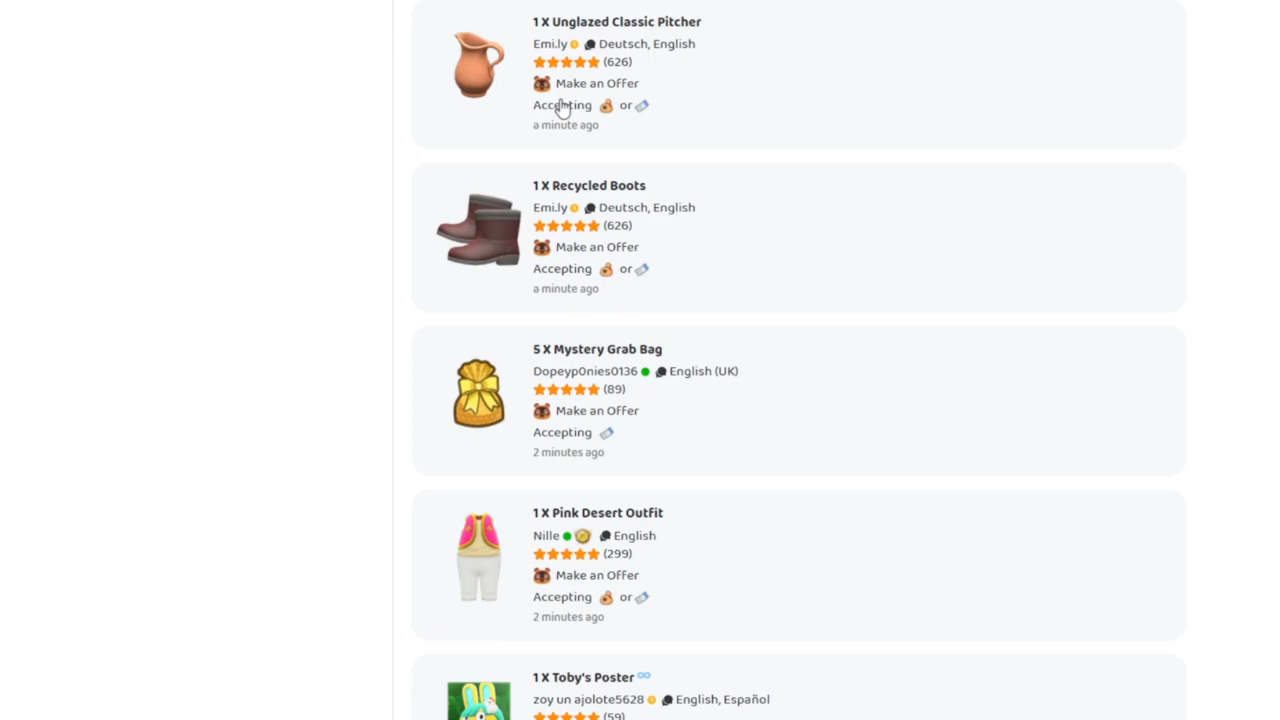 1 X Unglazed Classic Pitcher
Emi.ly Deutsch, English
(626)
Make an Offer
Accepting or
a minute ago
1 X Recycled Boots
Emi.ly Deutsch, English
(626)
Make an Offer
Accepting or
a minute ago
5 X Mystery Grab Bag
Dopeyp0nies0136 English (UK)
(89)
Make an Offer
Accepting
2 minutes ago
1 X Pink Desert Outfit
Nille English
(299)
Make an Offer
Accepting or
2 minutes ago
1 X Toby's Poster
zoy un ajolote5628 English, Español
(59)